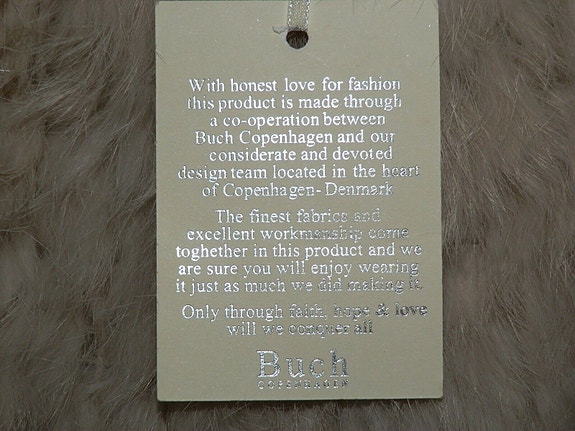 With honest love for fashion
this product is made through
a co-operation between
Buch Copenhagen and our
considerate and devoted
design team located in the heart
of Copenhagen-Denmark
The finest fabrics and
excellent workmanship come
toghether in this product and we
are sure you will enjoy wearing
it just as much we did making it.
Only through faith, hope & love
will we conquer all
Buch
COPENHAGEN